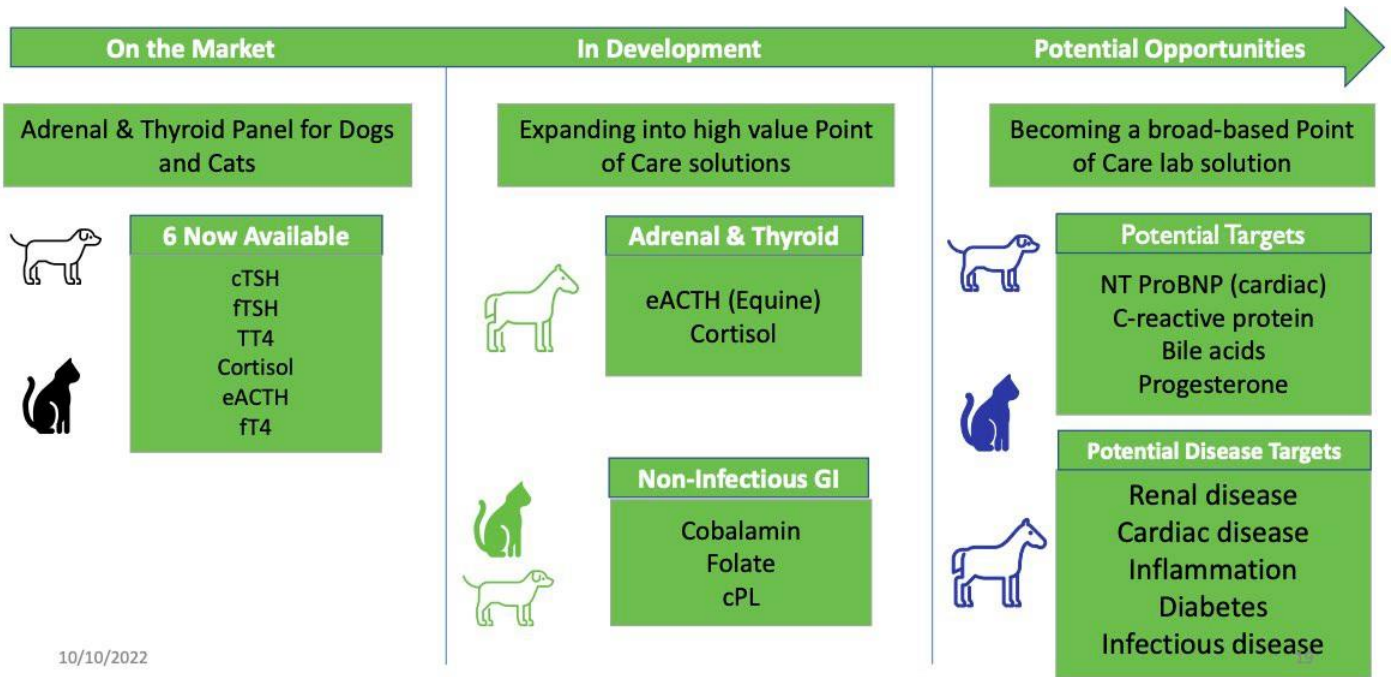 On the Market
In Development
Potential Opportunities
Adrenal & Thyroid Panel for Dogs
and Cats
6 Now Available
cTSH
fTSH
TT4
Cortisol
eACTH
fT4
Expanding into high value Point
of Care solutions
Adrenal & Thyroid
eACTH (Equine)
Cortisol
Non-Infectious GI
Cobalamin
Folate
cPL
Becoming a broad-based Point
of Care lab solution
Potential Targets
NT ProBNP (cardiac)
C-reactive protein
Bile acids
Progesterone
Potential Disease Targets
Renal disease
Cardiac disease
Inflammation
Diabetes
Infectious disease
10/10/2022